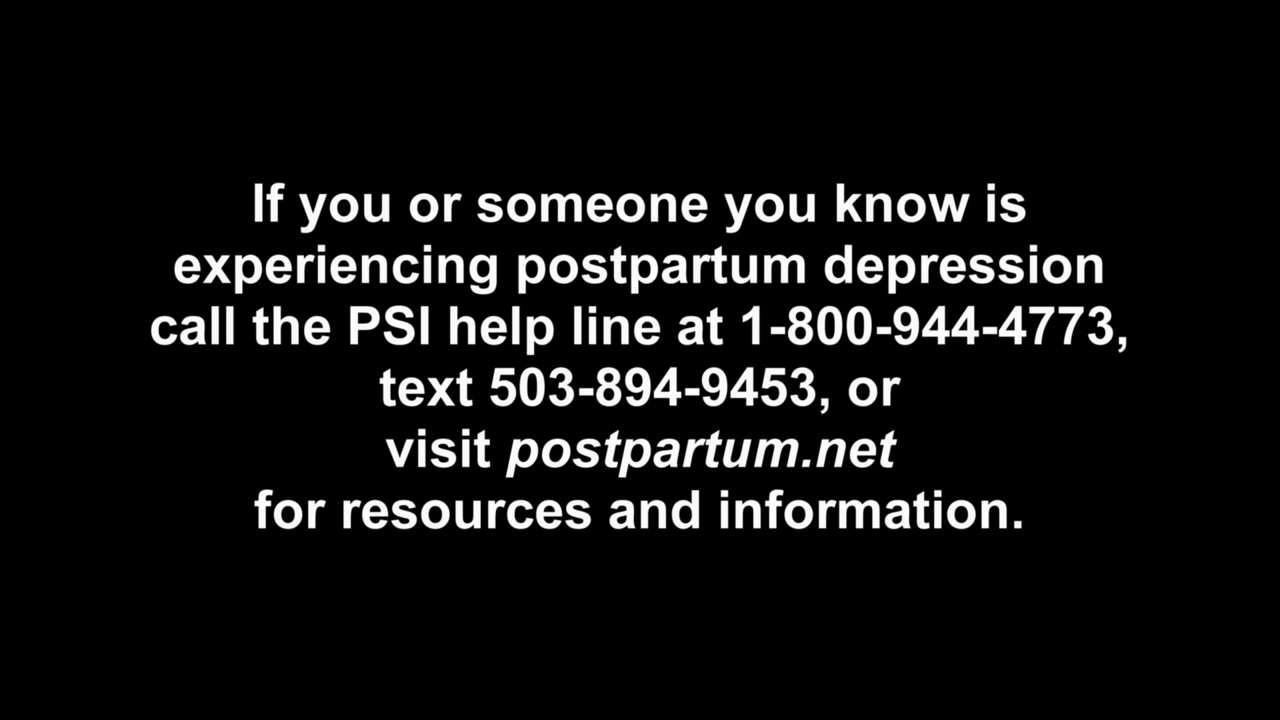 If you or someone you know is
experiencing postpartum depression
call the PSI help line at 1-800-944-4773,
text 503-894-9453, or
visit postpartum.net
for resources and information.